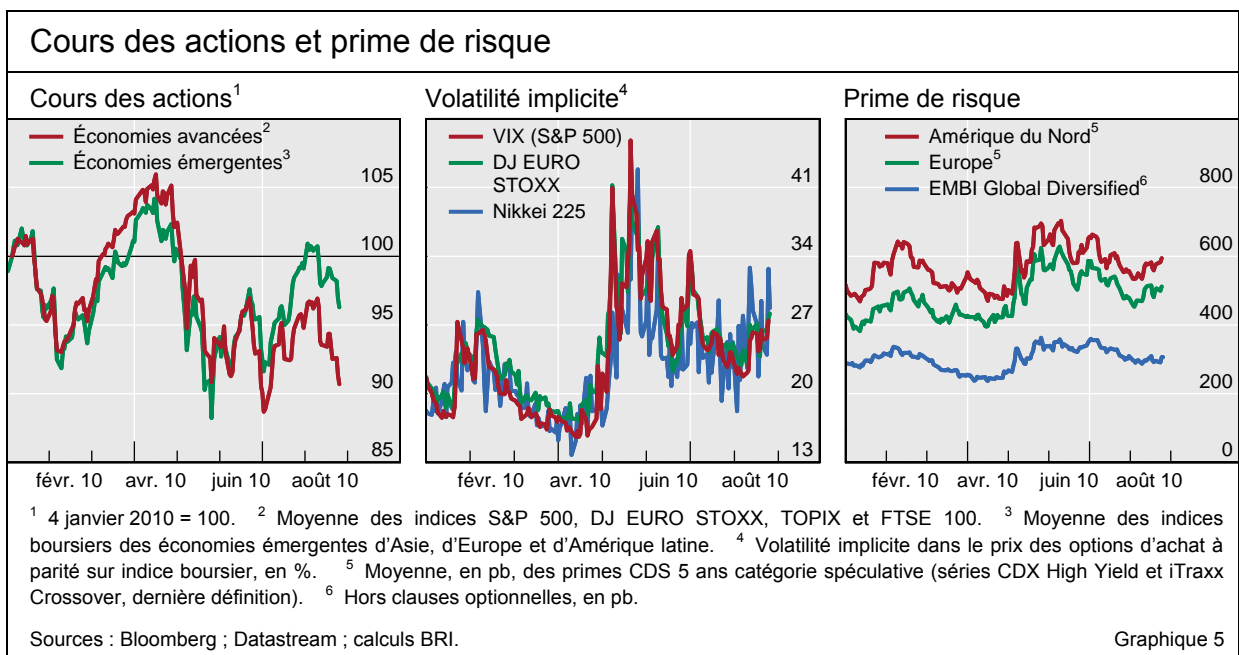 Cours des actions et prime de risque
Cours des actions¹
Économies avancées²
Économies émergentes³
105
100
95
90
85
févr. 10 avr. 10 juin 10 août 10
Volatilité implicite⁴
VIX (S&P 500)
DJ EURO
STOXX
Nikkei 225
41
34
27
20
13
févr. 10 avr. 10 juin 10 août 10
Prime de risque
Amérique du Nord⁵
Europe⁵
EMBI Global Diversified⁶
800
600
400
200
0
févr. 10 avr. 10 juin 10 août 10
¹ 4 janvier 2010 = 100. ² Moyenne des indices S&P 500, DJ EURO STOXX, TOPIX et FTSE 100. ³ Moyenne des indices
boursiers des économies émergentes d'Asie, d'Europe et d'Amérique latine. ⁴ Volatilité implicite dans le prix des options d'achat à
parité sur indice boursier, en %. ⁵ Moyenne, en pb, des primes CDS 5 ans catégorie spéculative (séries CDX High Yield et iTraxx
Crossover, dernière définition). ⁶ Hors clauses optionnelles, en pb.
Sources : Bloomberg ; Datastream ; calculs BRI. Graphique 5